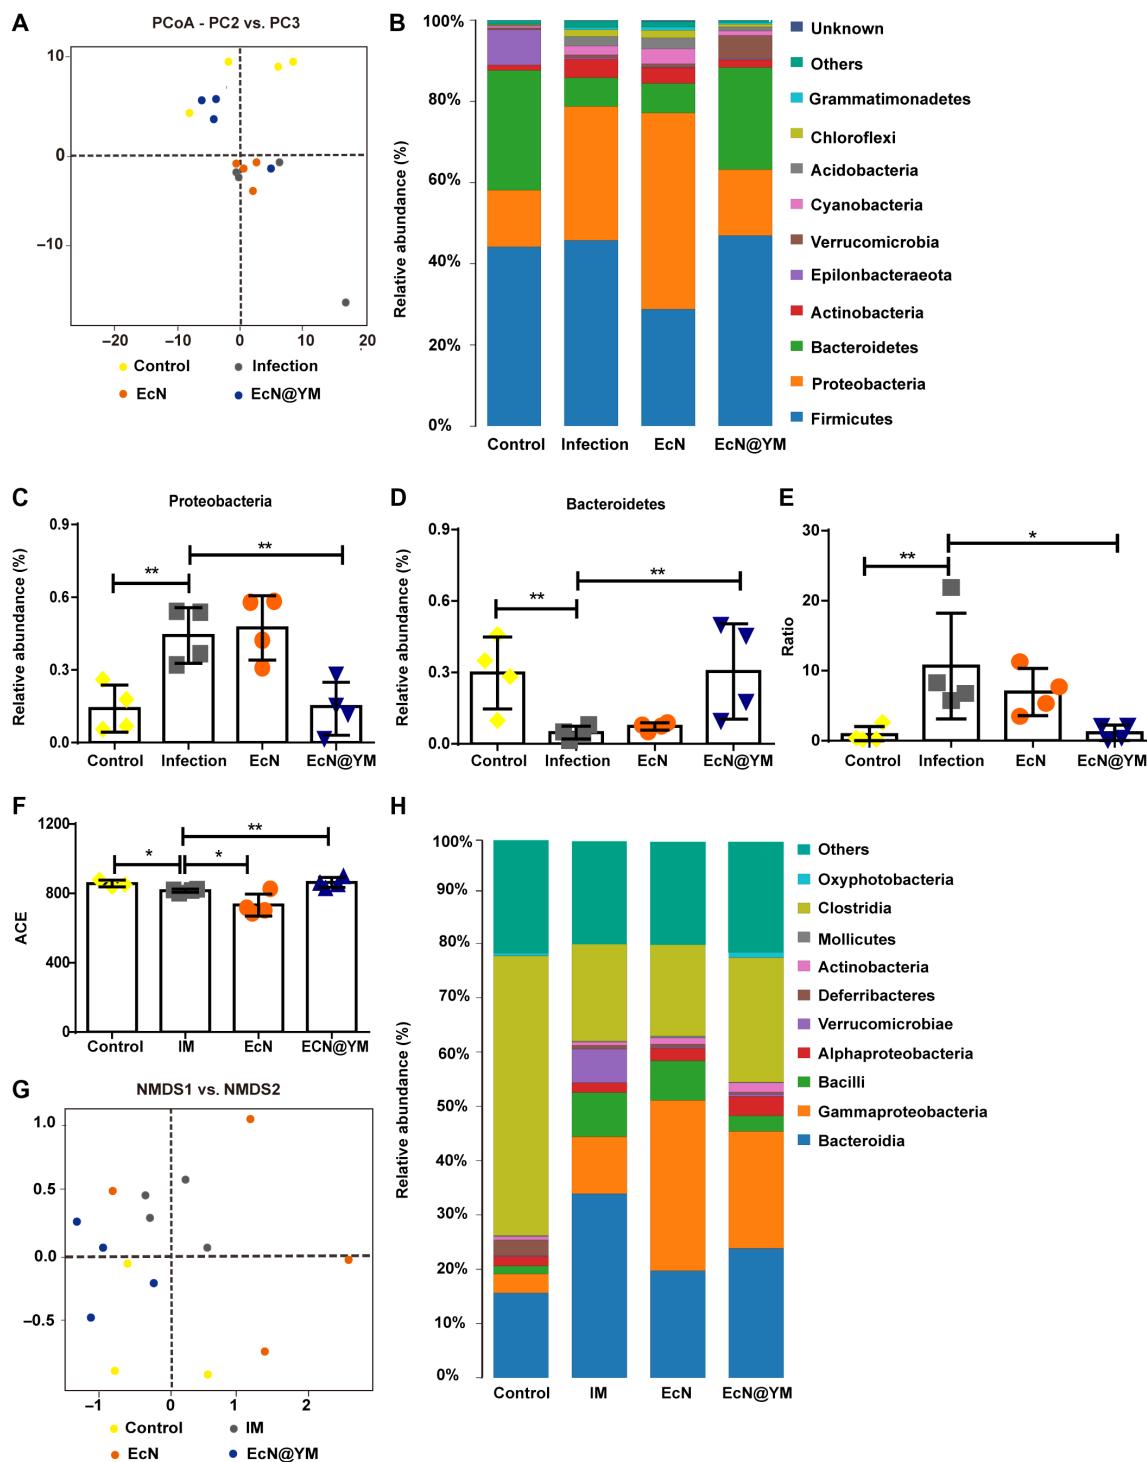 A
PCoA - PC2 vs. PC3
10
0
−10
−20
−10
0
10
20
Control
Infection
EcN
EcN@YM
B
Relative abundance (%)
100%
80%
60%
40%
20%
0%
Control
Infection
EcN
EcN@YM
Unknown
Others
Grammatimonadetes
Chloroflexi
Acidobacteria
Cyanobacteria
Verrucomicrobia
Epilonbacteraeota
Actinobacteria
Bacteroidetes
Proteobacteria
Firmicutes
C
Proteobacteria
Relative abundance (%)
0.9
0.6
0.3
0.0
**
**
Control
Infection
EcN
EcN@YM
D
Bacteroidetes
Relative abundance (%)
0.9
0.6
0.3
0.0
**
**
Control
Infection
EcN
EcN@YM
E
Ratio
30
20
10
0
**
*
Control
Infection
EcN
EcN@YM
F
ACE
1200
800
400
0
*
*
**
Control
IM
EcN
ECN@YM
G
NMDS1 vs. NMDS2
1.0
0.5
0.0
−0.5
−1
0
1
2
Control
IM
EcN
EcN@YM
H
Relative abundance (%)
100%
90%
80%
70%
60%
50%
40%
30%
20%
10%
0%
Control
IM
EcN
EcN@YM
Others
Oxyphotobacteria
Clostridia
Mollicutes
Actinobacteria
Deferribacteres
Verrucomicrobiae
Alphaproteobacteria
Bacilli
Gammaproteobacteria
Bacteroidia